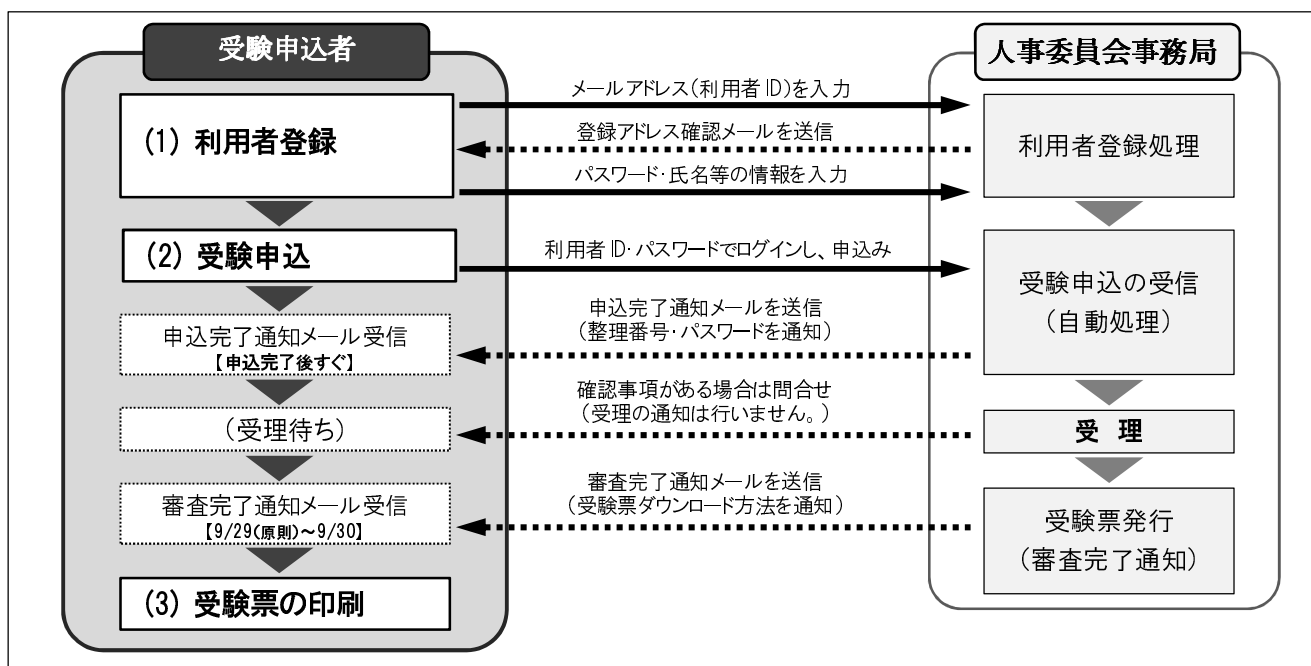 受験申込者
人事委員会事務局
(1) 利用者登録
メールアドレス(利用者 ID)を入力
登録アドレス確認メールを送信
パスワード・氏名等の情報を入力
利用者登録処理
(2) 受験申込
利用者 ID・パスワードでログインし、申込み
受験申込の受信
(自動処理)
申込完了通知メール受信
【申込完了後すぐ】
申込完了通知メールを送信
(整理番号・パスワードを通知)
(受理待ち)
確認事項がある場合は問合せ
(受理の通知は行いません。)
受 理
審査完了通知メール受信
【9/29(原則)~9/30】
審査完了通知メールを送信
(受験票ダウンロード方法を通知)
受験票発行
(審査完了通知)
(3) 受験票の印刷